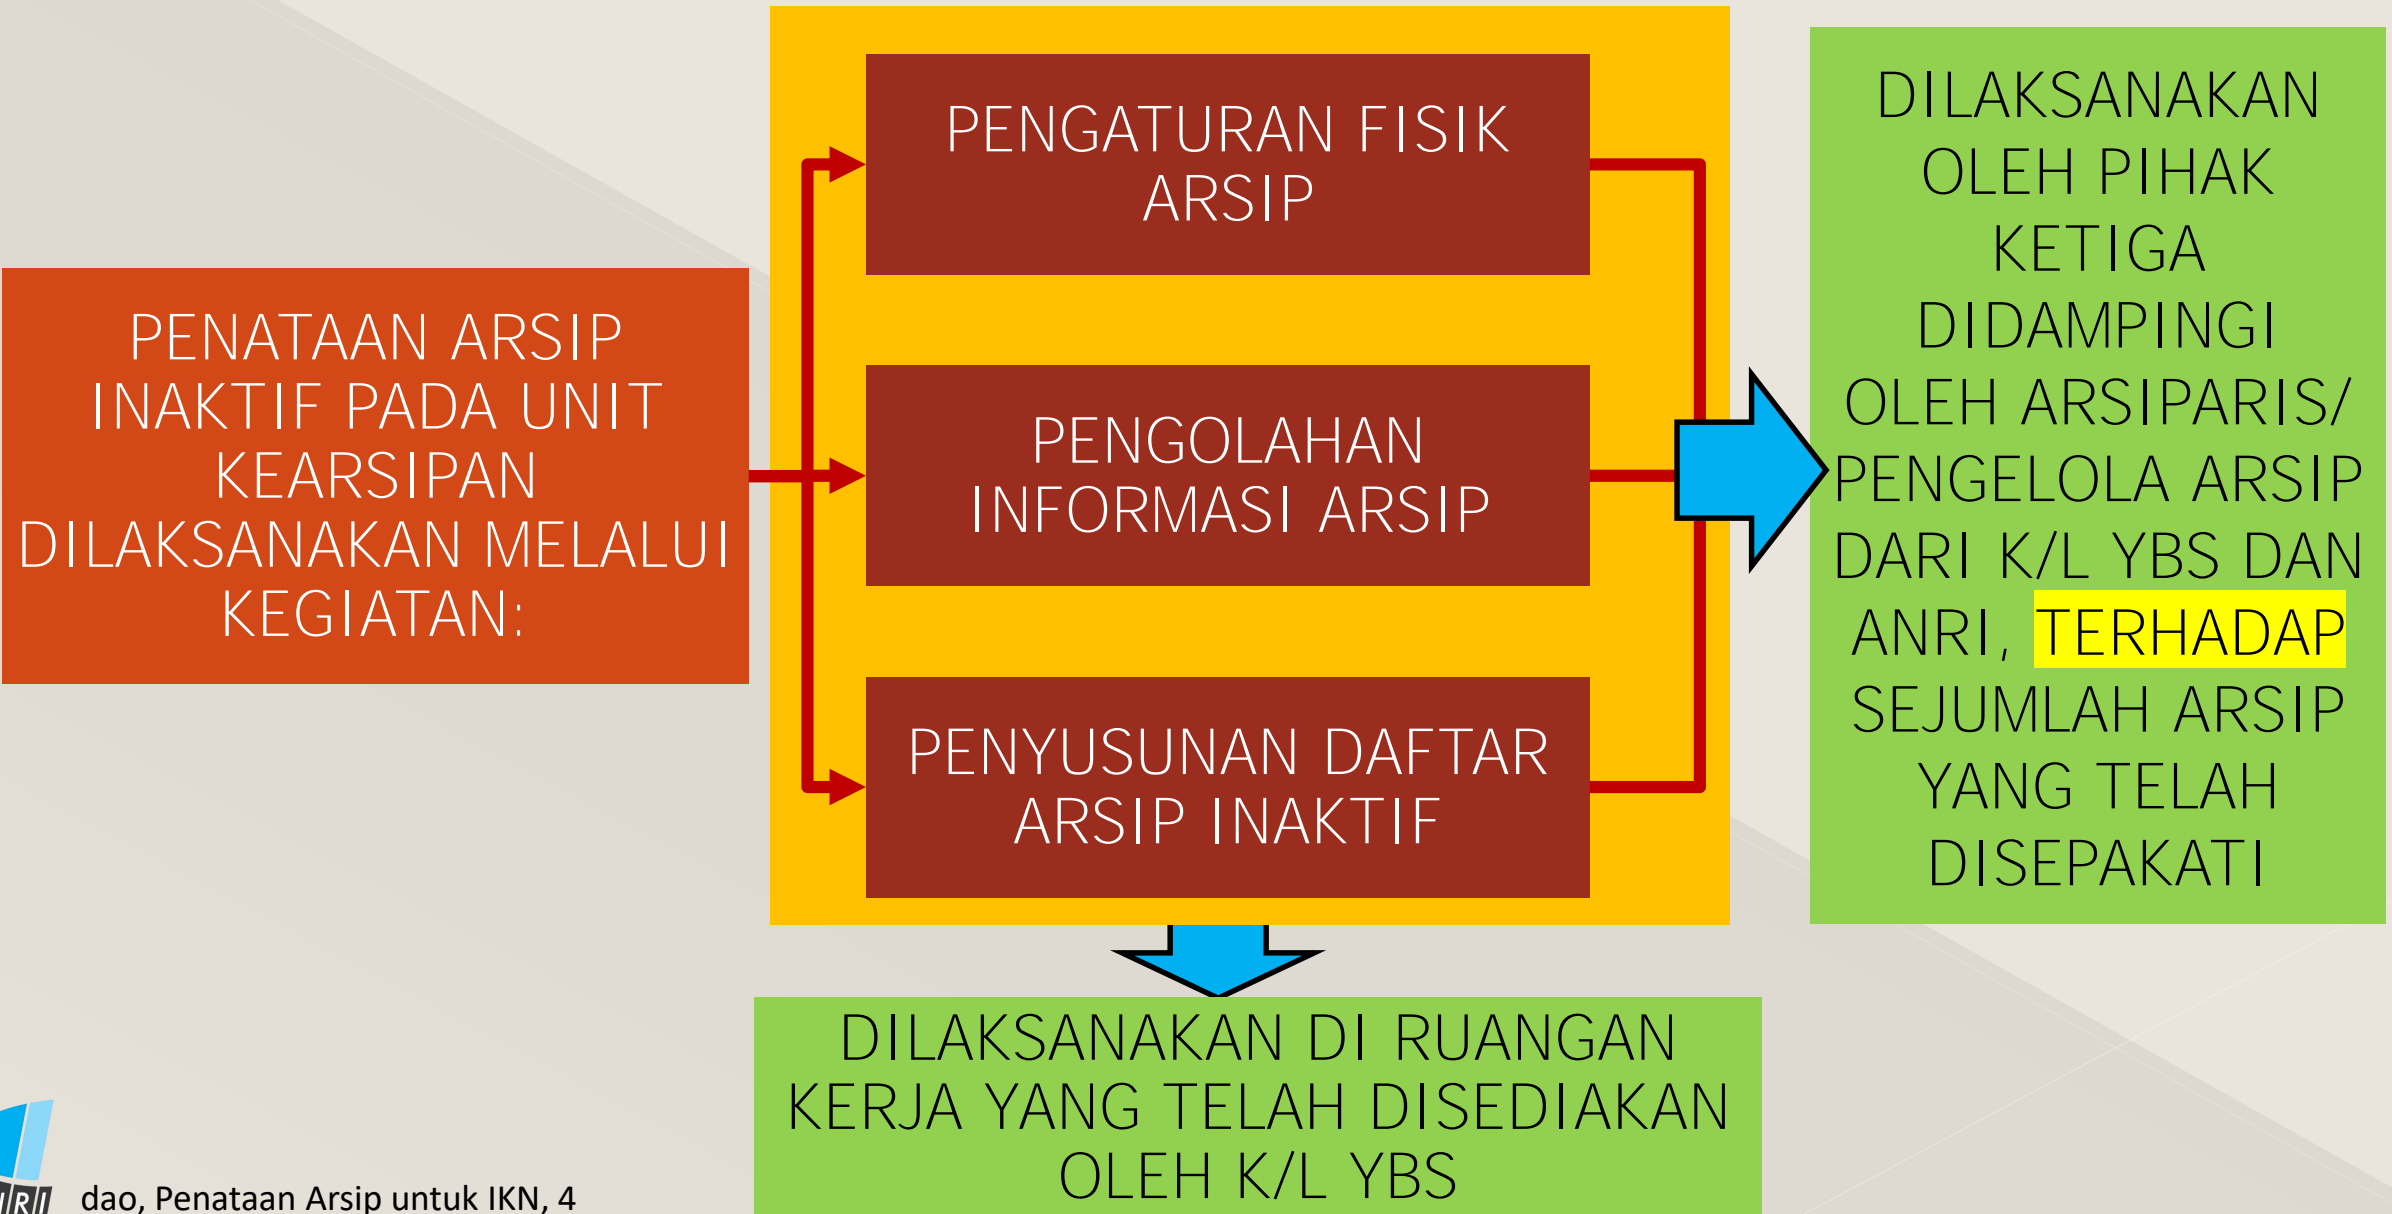 PENATAAN ARSIP
INAKTIF PADA UNIT
KEARSIPAN
DILAKSANAKAN MELALUI
KEGIATAN:
PENGATURAN FISIK
ARSIP
PENGOLAHAN
INFORMASI ARSIP
PENYUSUNAN DAFTAR
ARSIP INAKTIF
DILAKSANAKAN
OLEH PIHAK
KETIGA
DIDAMPINGI
OLEH ARSIPARIS/
PENGELOLA ARSIP
DARI K/L YBS DAN
ANRI, TERHADAP
SEJUMLAH ARSIP
YANG TELAH
DISEPAKATI
DILAKSANAKAN DI RUANGAN
KERJA YANG TELAH DISEDIAKAN
OLEH K/L YBS
dao, Penataan Arsip untuk IKN, 4